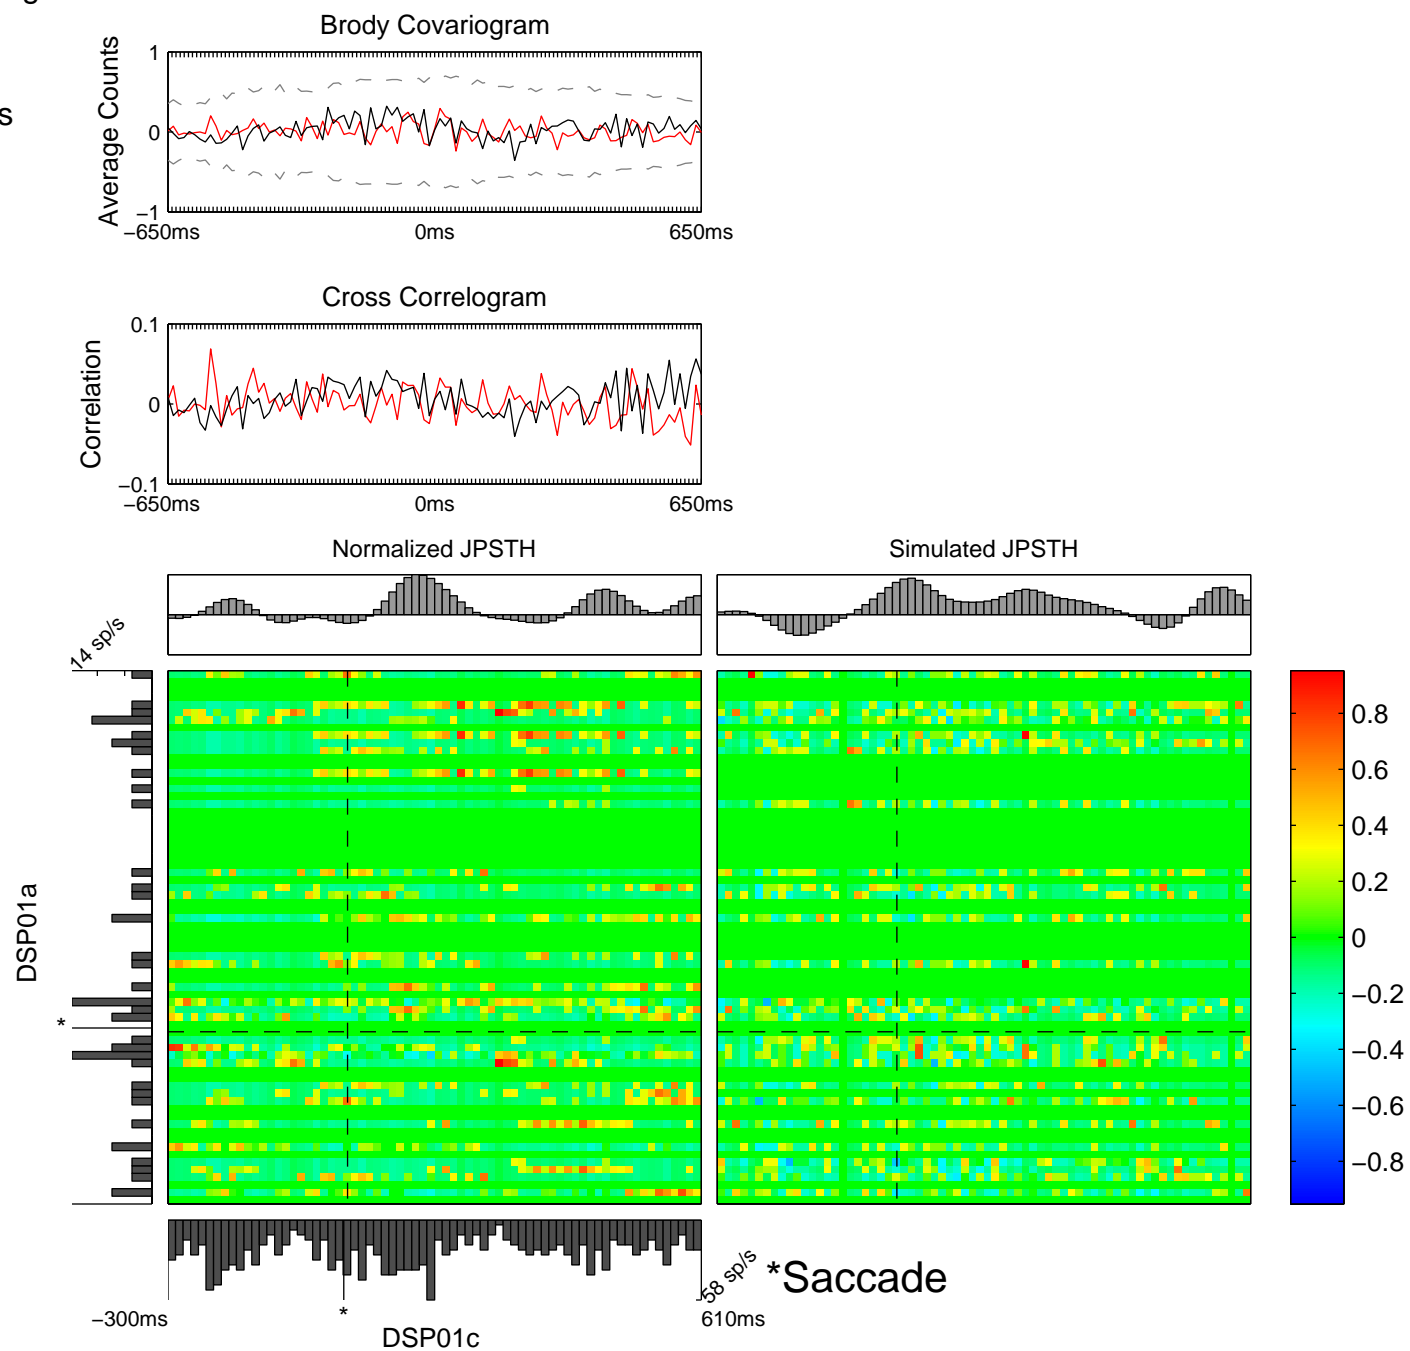 g
Brody Covariogram
s
Average Counts
1
0
−1
−650ms 0ms 650ms
Cross Correlogram
Correlation
0.1
0
−0.1
−650ms 0ms 650ms
Normalized JPSTH
Simulated JPSTH
14 sp/s
DSP01a
*
0.8
0.6
0.4
0.2
0
−0.2
−0.4
−0.6
−0.8
58 sp/s
*Saccade
−300ms * 610ms
DSP01c